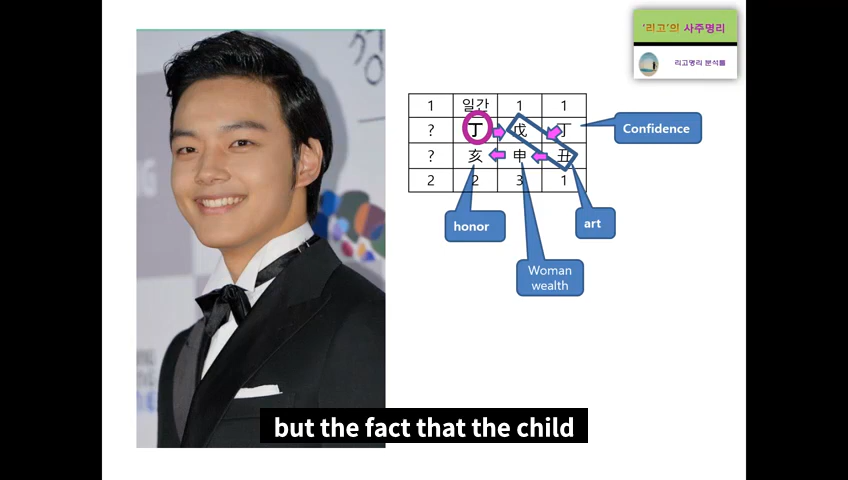 '리고'의 사주명리
리고명리 분석틀
1 일간 1 1
? 丁 戊 丁
? 亥 申 丑
2 2 3 1
Confidence
honor
art
Woman
wealth
but the fact that the child